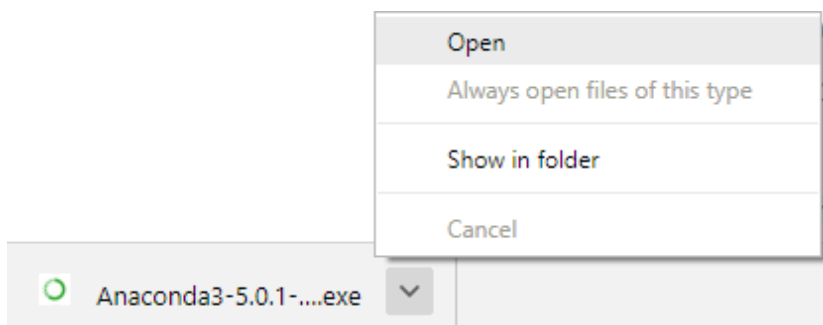 Open
Always open files of this type
Show in folder
Cancel
Anaconda3-5.0.1-....exe